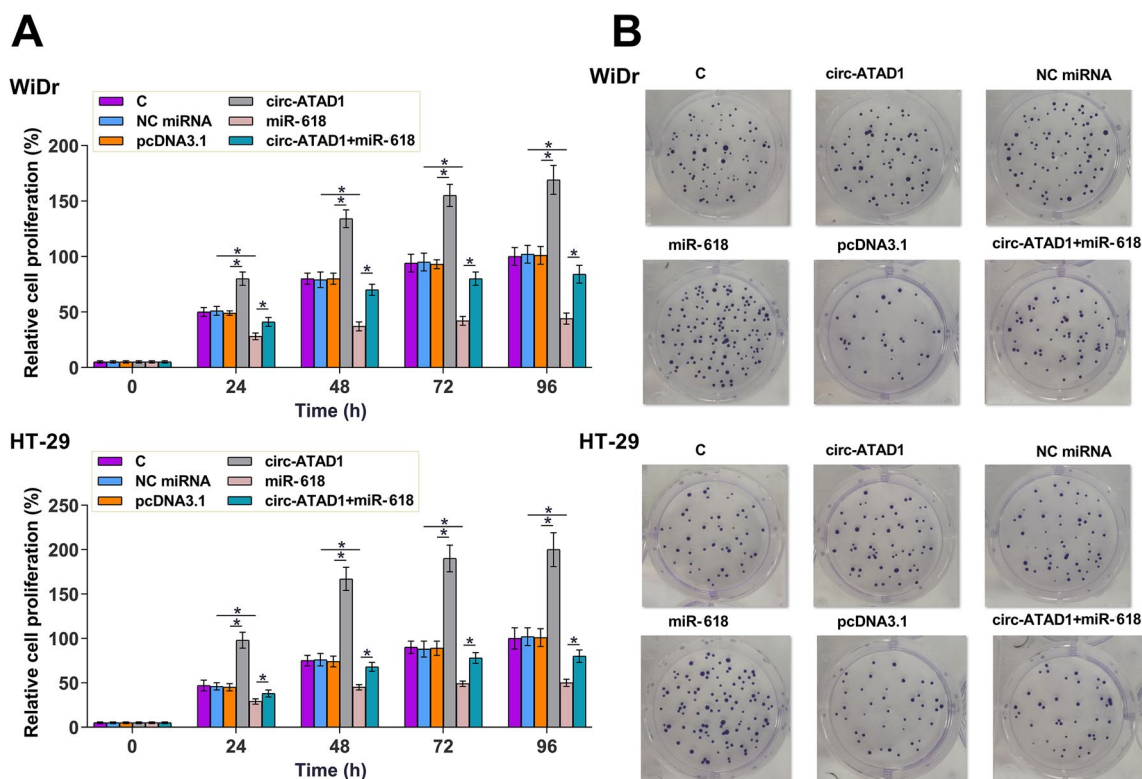 A
WiDr
C
NC miRNA
pcDNA3.1
circ-ATAD1
miR-618
circ-ATAD1+miR-618
Relative cell proliferation (%)
200
150
100
50
0
* * * * *
* * * * *
* * * *
0 24 48 72 96
Time (h)
HT-29
C
NC miRNA
pcDNA3.1
circ-ATAD1
miR-618
circ-ATAD1+miR-618
Relative cell proliferation (%)
250
200
150
100
50
0
* * * *
* * * *
* * * *
0 24 48 72 96
Time (h)
B
WiDr
C circ-ATAD1 NC miRNA
miR-618 pcDNA3.1 circ-ATAD1+miR-618
HT-29
C circ-ATAD1 NC miRNA
miR-618 pcDNA3.1 circ-ATAD1+miR-618